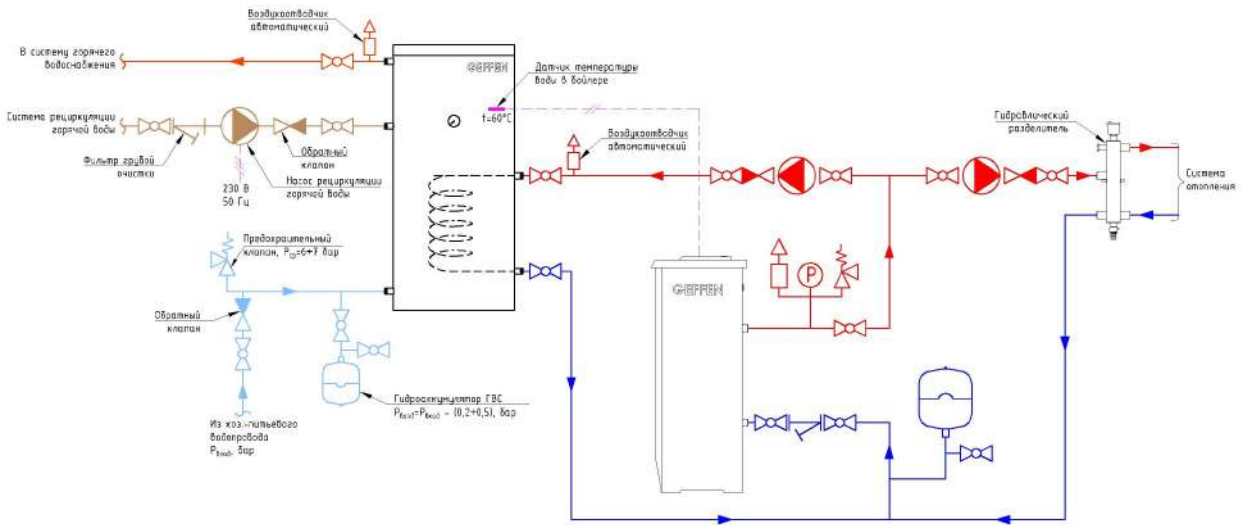 Воздухоотводчик
автоматический
В систему горячего
водоснабжения
GEFFEN
Датчик температуры
воды в бойлере
t=60°C
Система рециркуляции
горячей воды
Фильтр грубой
очистки
Обратный
клапан
Насос рециркуляции
горячей воды
230 В
50 Гц
Воздухоотводчик
автоматический
Гидравлический
разделитель
Система
отопления
Предохраительный
клапан, Pср=6÷7 бар
Обратный
клапан
P
GEFFEN
Гидроаккумулятор ГВС
Pвозд=Pвход - (0,2÷0,5), бар
Из хоз.-питьевого
водопровода
Pвход, бар